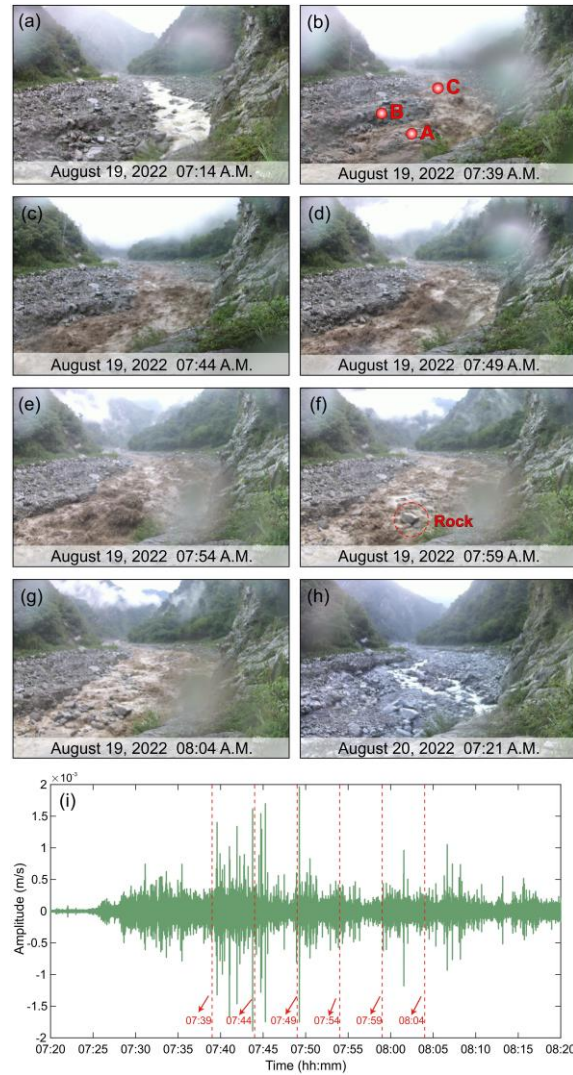 (a)
August 19, 2022 07:14 A.M.
(b)
C
B
A
August 19, 2022 07:39 A.M.
(c)
August 19, 2022 07:44 A.M.
(d)
August 19, 2022 07:49 A.M.
(e)
August 19, 2022 07:54 A.M.
(f)
Rock
August 19, 2022 07:59 A.M.
(g)
August 19, 2022 08:04 A.M.
(h)
August 20, 2022 07:21 A.M.
×10⁻³
(i)
2
1.5
1
0.5
0
-0.5
-1
-1.5
-2
Amplitude (m/s)
07:39 07:44 07:49 07:54 07:59 08:04
07:20 07:25 07:30 07:35 07:40 07:45 07:50 07:55 08:00 08:05 08:10 08:15 08:20
Time (hh:mm)